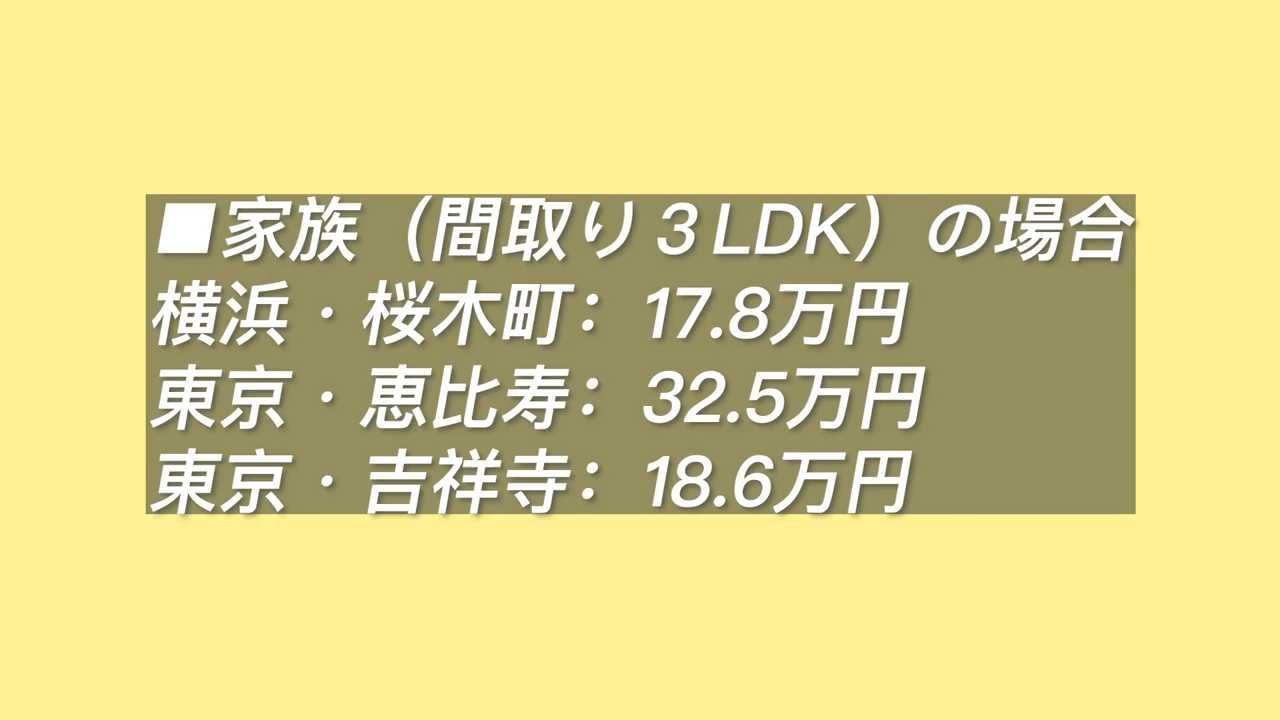 ■家族（間取り３LDK）の場合
横浜・桜木町：17.8万円
東京・恵比寿：32.5万円
東京・吉祥寺：18.6万円